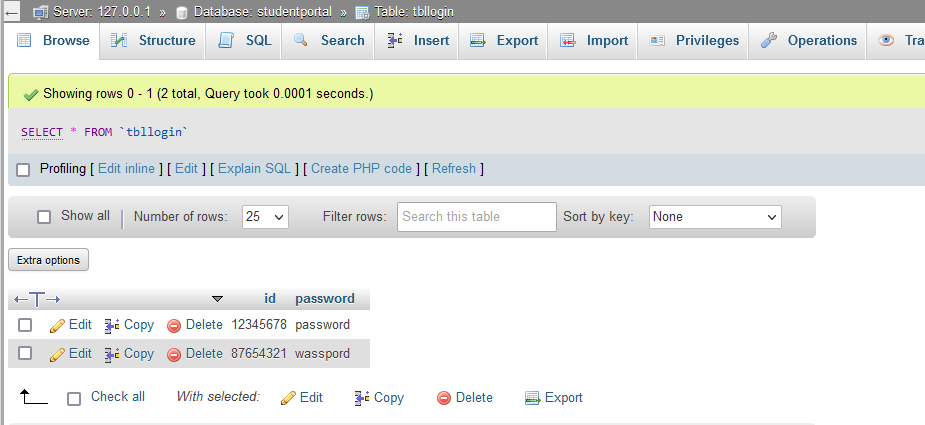 Server: 127.0.0.1 » Database: studentportal » Table: tbllogin
Browse Structure SQL Search Insert Export Import Privileges Operations Tra
Showing rows 0 - 1 (2 total, Query took 0.0001 seconds.)
SELECT * FROM `tbllogin`
Profiling [ Edit inline ] [ Edit ] [ Explain SQL ] [ Create PHP code ] [ Refresh ]
Show all Number of rows: 25 Filter rows: Search this table Sort by key: None
Extra options
←T→ id password
Edit Copy Delete 12345678 password
Edit Copy Delete 87654321 wasspord
Check all With selected: Edit Copy Delete Export